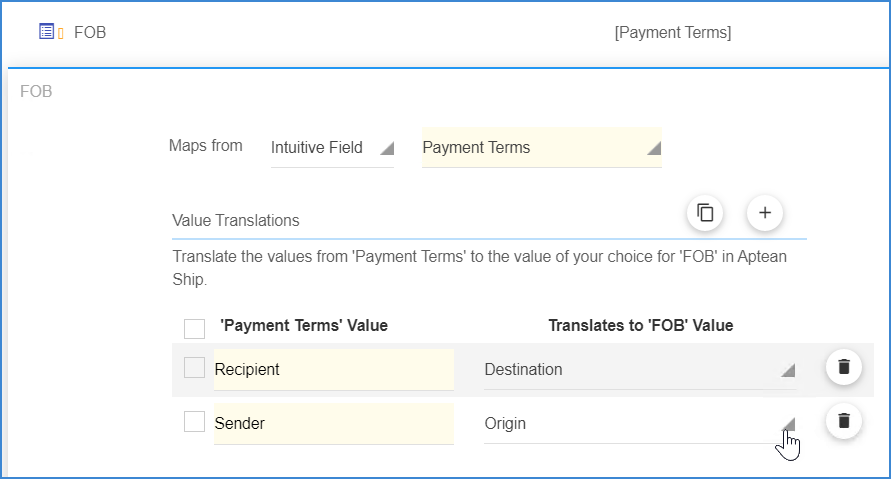 FOB [Payment Terms]
FOB
Maps from Intuitive Field Payment Terms
Value Translations
Translate the values from 'Payment Terms' to the value of your choice for 'FOB' in Aptean
Ship.
'Payment Terms' Value Translates to 'FOB' Value
Recipient Destination
Sender Origin